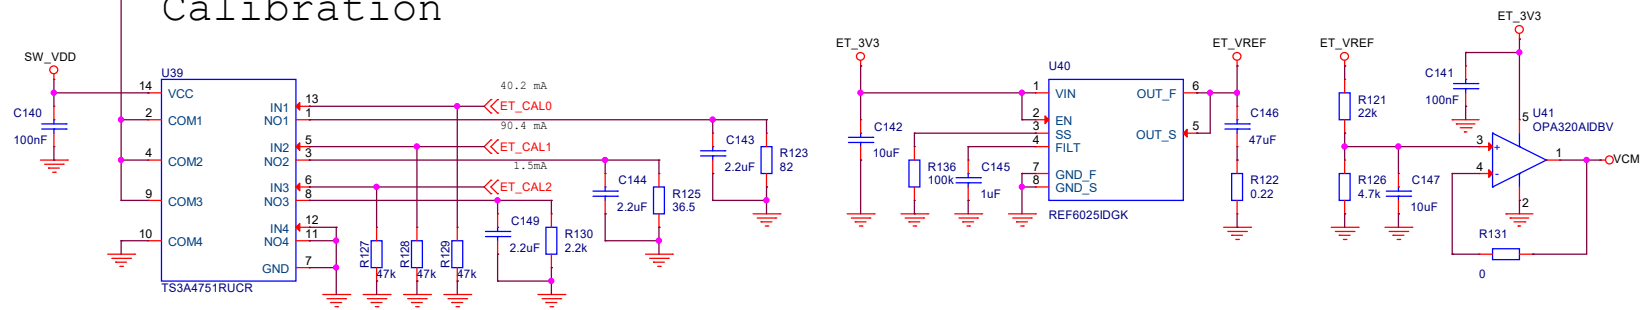 Calibration
SW_VDD
C140
100nF
U39
14 VCC
2 COM1
4 COM2
9 COM3
10 COM4
IN1 13
NO1 1
IN2 5
NO2 3
IN3 6
NO3 8
IN4 12
NO4 11
GND 7
TS3A4751RUCR
40.2 mA
ET_CAL0
90.4 mA
ET_CAL1
1.5mA
ET_CAL2
R127
47k
R128
47k
R129
47k
C149
2.2uF
R130
2.2k
C144
2.2uF
R125
36.5
C143
2.2uF
R123
82
ET_3V3
C142
10uF
R136
100k
C145
1uF
U40
1 VIN
2 EN
3 SS
4 FILT
7 GND_F
8 GND_S
OUT_F 6
OUT_S 5
REF6025IDGK
ET_VREF
C146
47uF
R122
0.22
ET_VREF
R121
22k
R126
4.7k
C147
10uF
ET_3V3
C141
100nF
U41
OPA320AIDBV
5
3 +
4 -
1
2
VCM
R131
0